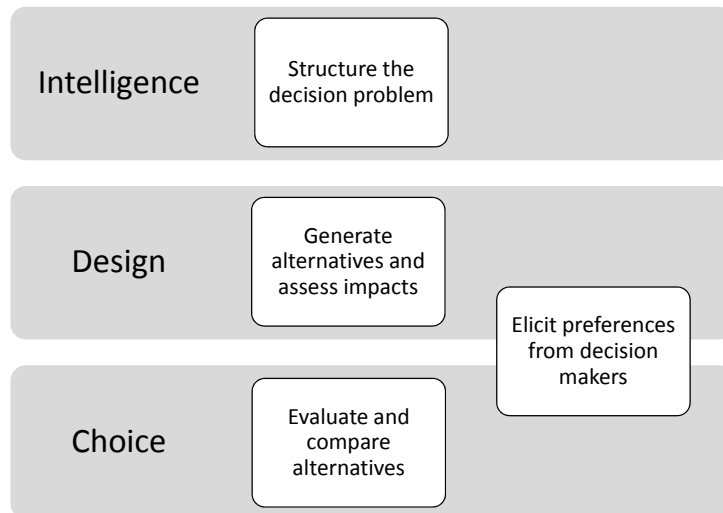 Intelligence
Structure the
decision problem
Design
Generate
alternatives and
assess impacts
Elicit preferences
from decision
makers
Choice
Evaluate and
compare
alternatives